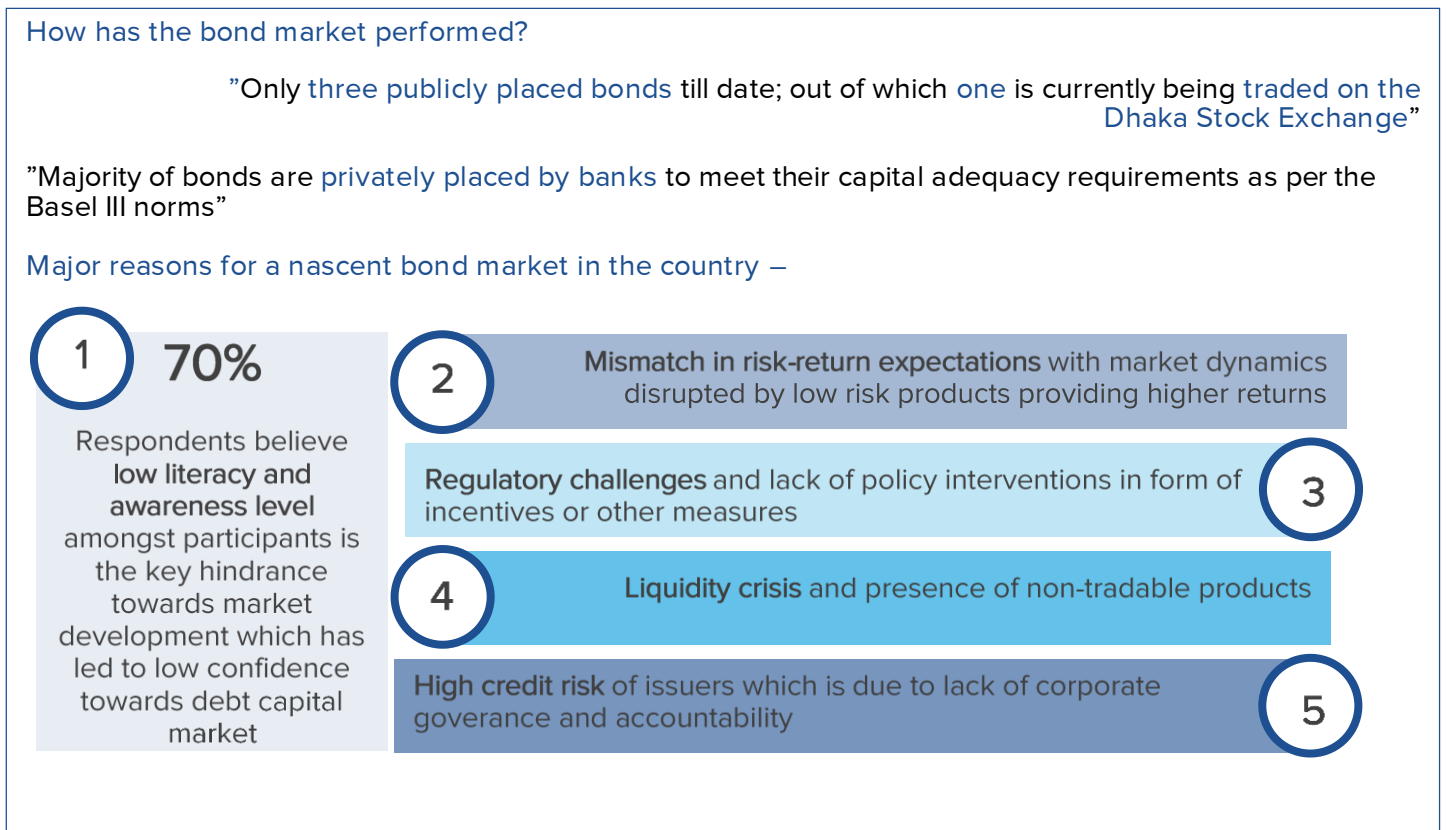 How has the bond market performed?
”Only three publicly placed bonds till date; out of which one is currently being traded on the
Dhaka Stock Exchange”
”Majority of bonds are privately placed by banks to meet their capital adequacy requirements as per the
Basel III norms”
Major reasons for a nascent bond market in the country –
1
70%
Respondents believe
low literacy and
awareness level
amongst participants is
the key hindrance
towards market
development which has
led to low confidence
towards debt capital
market
2
Mismatch in risk-return expectations with market dynamics
disrupted by low risk products providing higher returns
Regulatory challenges and lack of policy interventions in form of
incentives or other measures
3
4
Liquidity crisis and presence of non-tradable products
High credit risk of issuers which is due to lack of corporate
goverance and accountability
5